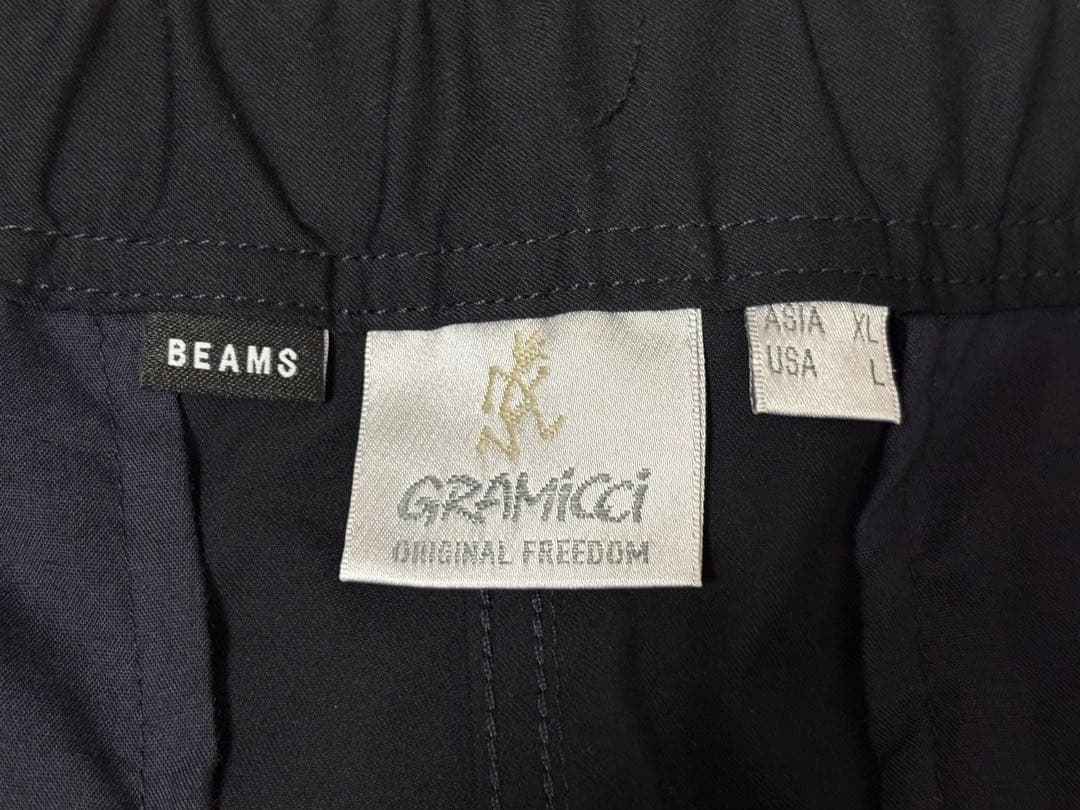 BEAMS
GRAMiCCi
ORIGINAL FREEDOM
ASIA XL
USA L